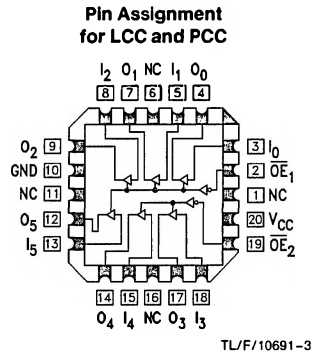 Pin Assignment
for LCC and PCC
I2 O1 NC I1 O0
8 7 6 5 4
O2 9
GND 10
NC 11
O5 12
I5 13
3 I0
2 OE1
1 NC
20 VCC
19 OE2
14 15 16 17 18
O4 I4 NC O3 I3
TL/F/10691-3